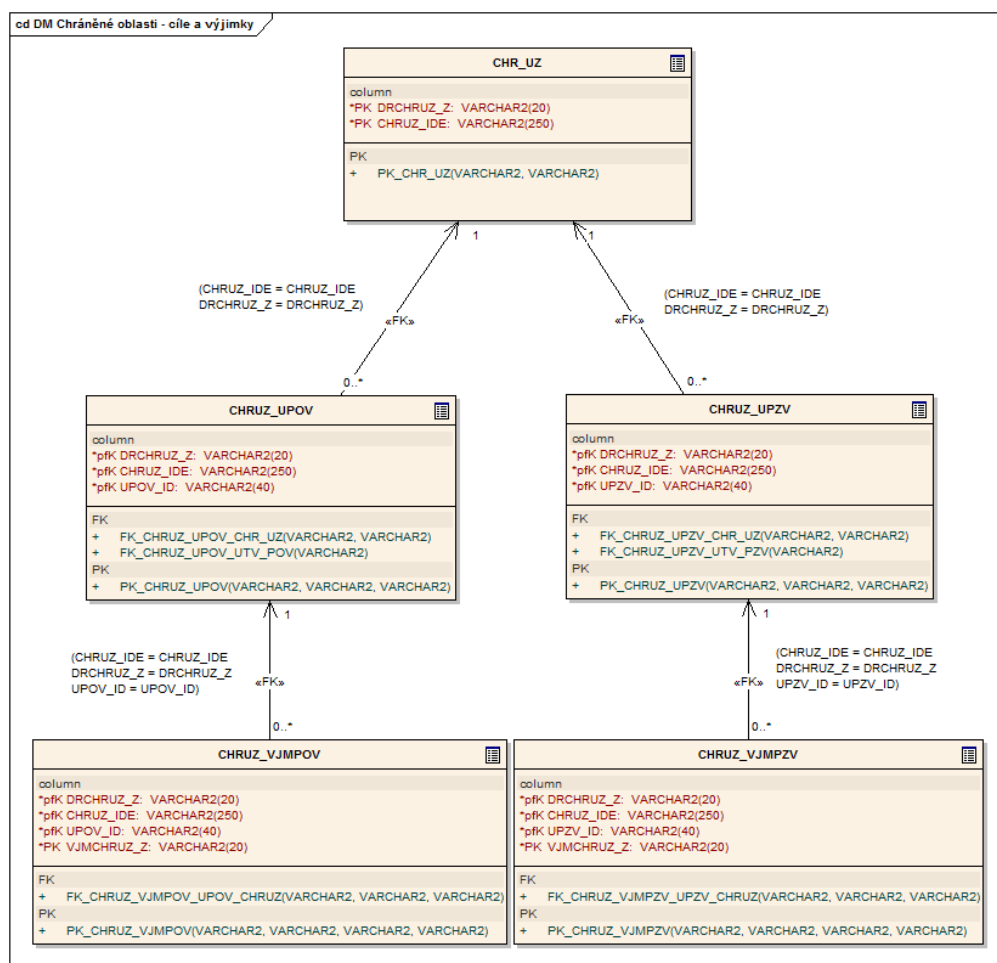 cd DM Chráněné oblasti - cíle a výjimky
CHR_UZ
column
*PK DRCHRUZ_Z: VARCHAR2(20)
*PK CHRUZ_IDE: VARCHAR2(250)
PK
+ PK_CHR_UZ(VARCHAR2, VARCHAR2)
1
1
(CHRUZ_IDE = CHRUZ_IDE
DRCHRUZ_Z = DRCHRUZ_Z)
«FK»
(CHRUZ_IDE = CHRUZ_IDE
DRCHRUZ_Z = DRCHRUZ_Z)
«FK»
0..*
0..*
CHRUZ_UPOV
column
*pfK DRCHRUZ_Z: VARCHAR2(20)
*pfK CHRUZ_IDE: VARCHAR2(250)
*pfK UPOV_ID: VARCHAR2(40)
FK
+ FK_CHRUZ_UPOV_CHR_UZ(VARCHAR2, VARCHAR2)
+ FK_CHRUZ_UPOV_UTV_POV(VARCHAR2)
PK
+ PK_CHRUZ_UPOV(VARCHAR2, VARCHAR2, VARCHAR2)
CHRUZ_UPZV
column
*pfK DRCHRUZ_Z: VARCHAR2(20)
*pfK CHRUZ_IDE: VARCHAR2(250)
*pfK UPZV_ID: VARCHAR2(40)
FK
+ FK_CHRUZ_UPZV_CHR_UZ(VARCHAR2, VARCHAR2)
+ FK_CHRUZ_UPZV_UTV_PZV(VARCHAR2)
PK
+ PK_CHRUZ_UPZV(VARCHAR2, VARCHAR2, VARCHAR2)
1
1
(CHRUZ_IDE = CHRUZ_IDE
DRCHRUZ_Z = DRCHRUZ_Z
UPOV_ID = UPOV_ID)
«FK»
(CHRUZ_IDE = CHRUZ_IDE
DRCHRUZ_Z = DRCHRUZ_Z
UPZV_ID = UPZV_ID)
«FK»
0..*
0..*
CHRUZ_VJMPOV
column
*pfK DRCHRUZ_Z: VARCHAR2(20)
*pfK CHRUZ_IDE: VARCHAR2(250)
*pfK UPOV_ID: VARCHAR2(40)
*PK VJMCHRUZ_Z: VARCHAR2(20)
FK
+ FK_CHRUZ_VJMPOV_UPOV_CHRUZ(VARCHAR2, VARCHAR2, VARCHAR2)
PK
+ PK_CHRUZ_VJMPOV(VARCHAR2, VARCHAR2, VARCHAR2, VARCHAR2)
CHRUZ_VJMPZV
column
*pfK DRCHRUZ_Z: VARCHAR2(20)
*pfK CHRUZ_IDE: VARCHAR2(250)
*pfK UPZV_ID: VARCHAR2(40)
*PK VJMCHRUZ_Z: VARCHAR2(20)
FK
+ FK_CHRUZ_VJMPZV_UPZV_CHRUZ(VARCHAR2, VARCHAR2, VARCHAR2)
PK
+ PK_CHRUZ_VJMPZV(VARCHAR2, VARCHAR2, VARCHAR2, VARCHAR2)